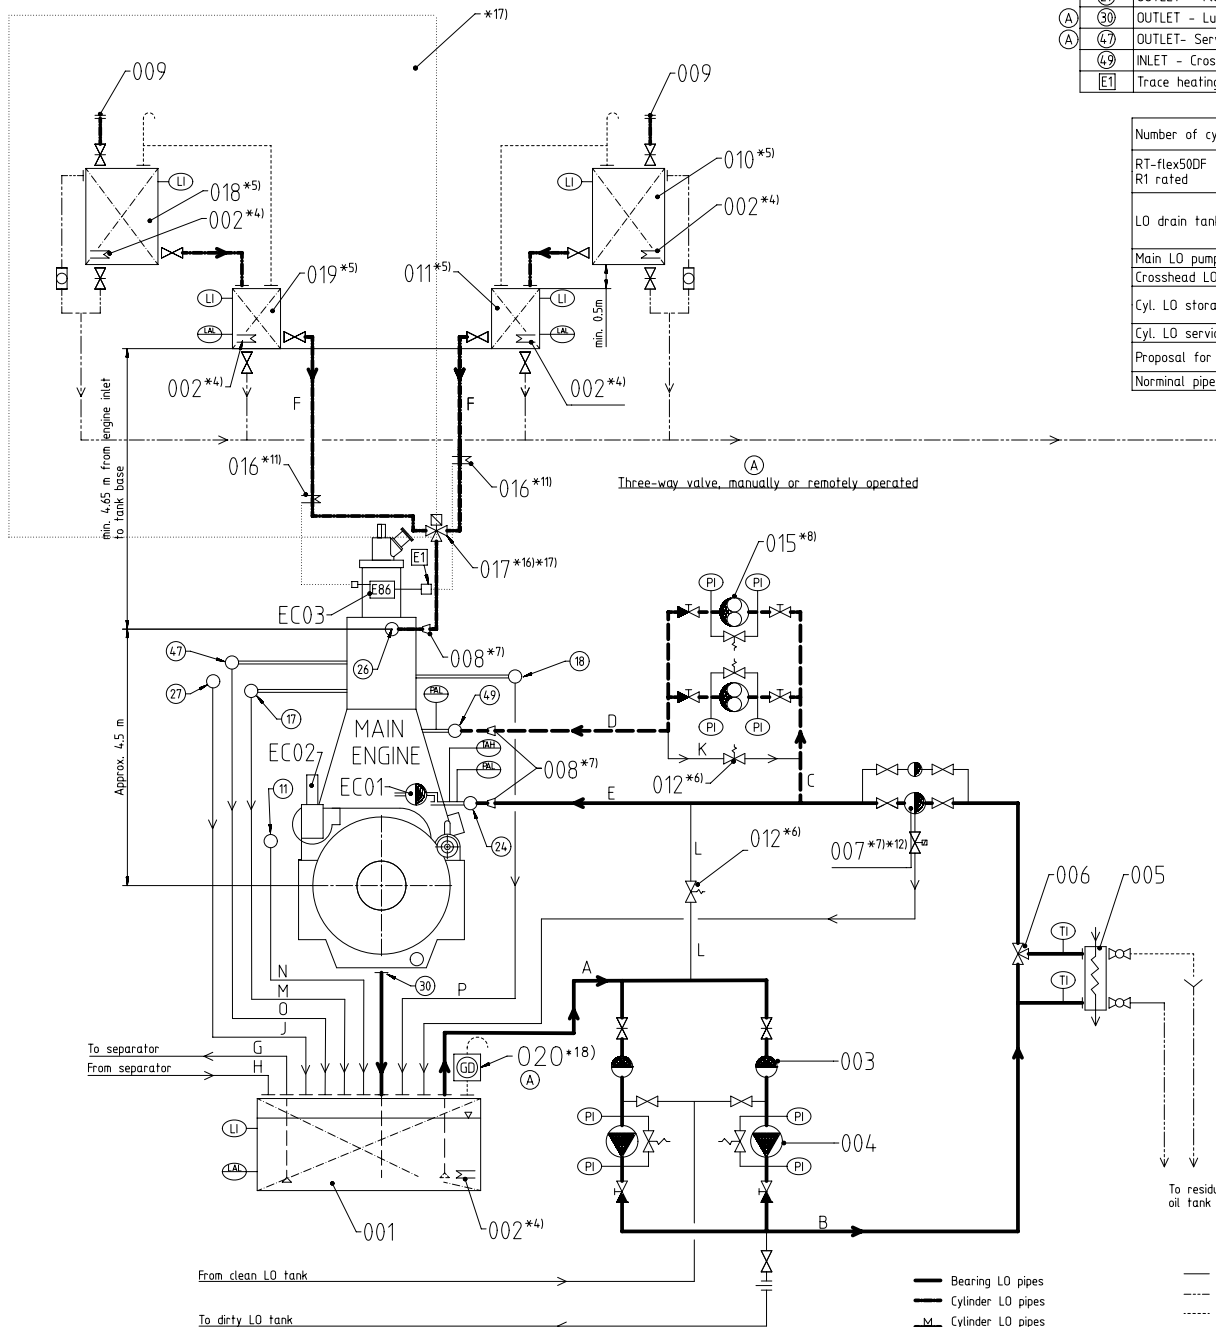 *17)
009
009
LI
018*5)
002*4)
LI
010*5)
002*4)
LI
LAL
019*5)
011*5)
LI
LAL
min. 0.5m
002*4)
002*4)
F
F
min. 4.65 m from engine inlet
to tank base
016*11)
016*11)
A
Three-way valve, manually or remotely operated
E1
017*16)*17)
E86
EC03
26
008*7)
015*8)
PI
PI
PI
PI
47
27
17
18
PAL
49
D
K
012*6)
C
MAIN
ENGINE
TAH
PAL
008*7)
EC02
EC01
11
24
E
Approx. 4.5 m
L
012*6)
007*7)*12)
L
006
005
TI
TI
30
N
M
O
J
P
A
To separator
G
From separator
H
GD
020*18)
A
003
PI
PI
PI
PI
004
LI
LAL
001
002*4)
B
From clean LO tank
To dirty LO tank
To residu
oil tank
Bearing LO pipes
Cylinder LO pipes
M
Cylinder LO pipes
A
30
OUTLET - Lu
A
47
OUTLET- Ser
49
INLET - Cros
E1
Trace heating
Number of cy
RT-flex50DF
R1 rated
LO drain tank
Main LO pump
Crosshead LO
Cyl. LO stora
Cyl. LO servic
Proposal for
Norminal pipe